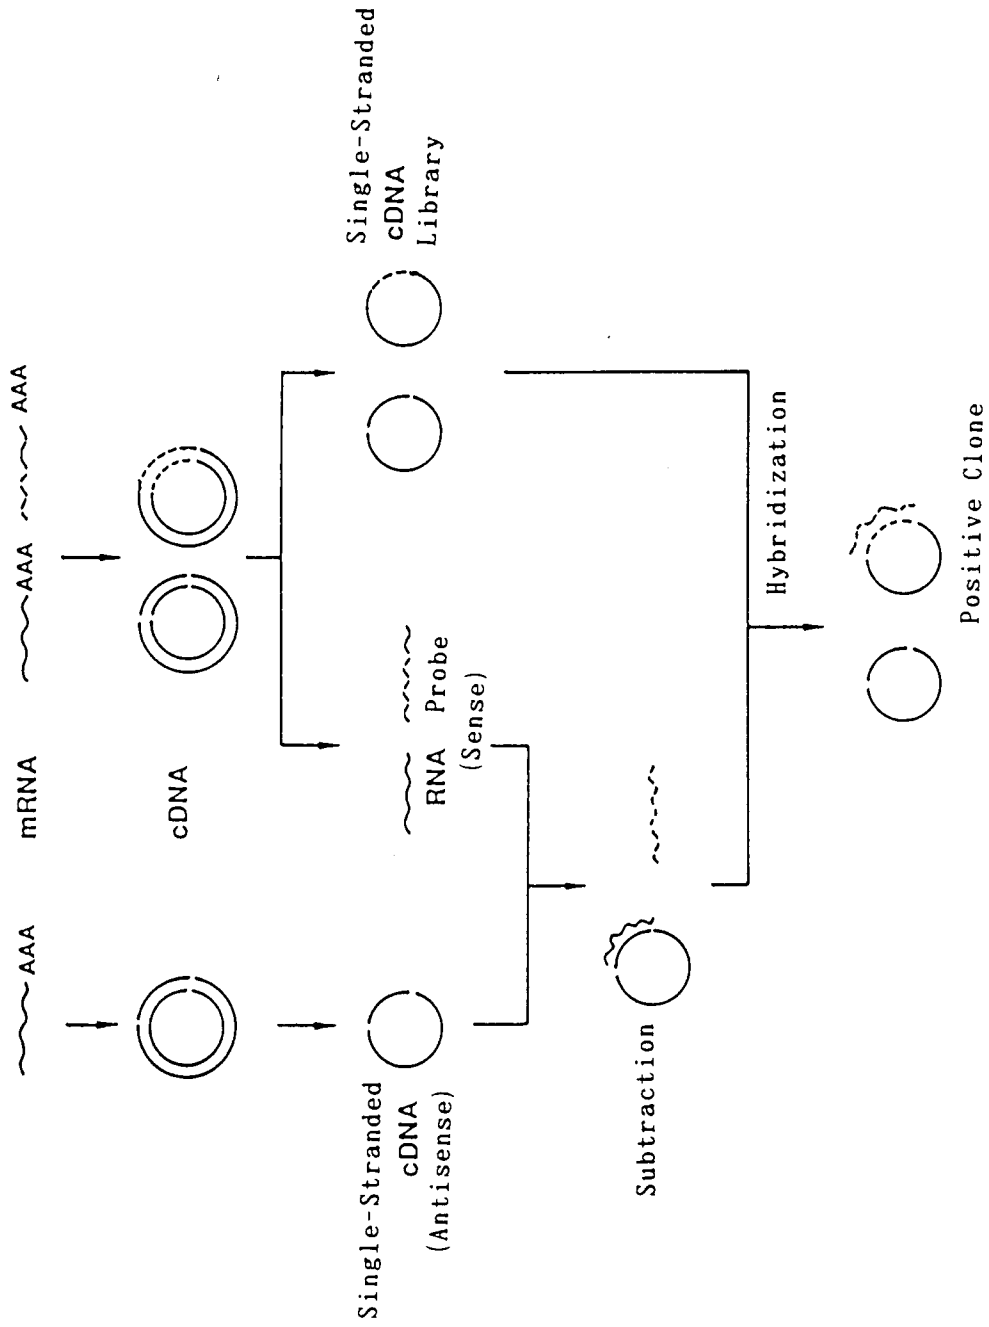 AAA
mRNA
AAA
AAA
cDNA
Single-Stranded
cDNA
(Antisense)
RNA Probe
(Sense)
Single-Stranded
cDNA
Library
Subtraction
Hybridization
Positive Clone